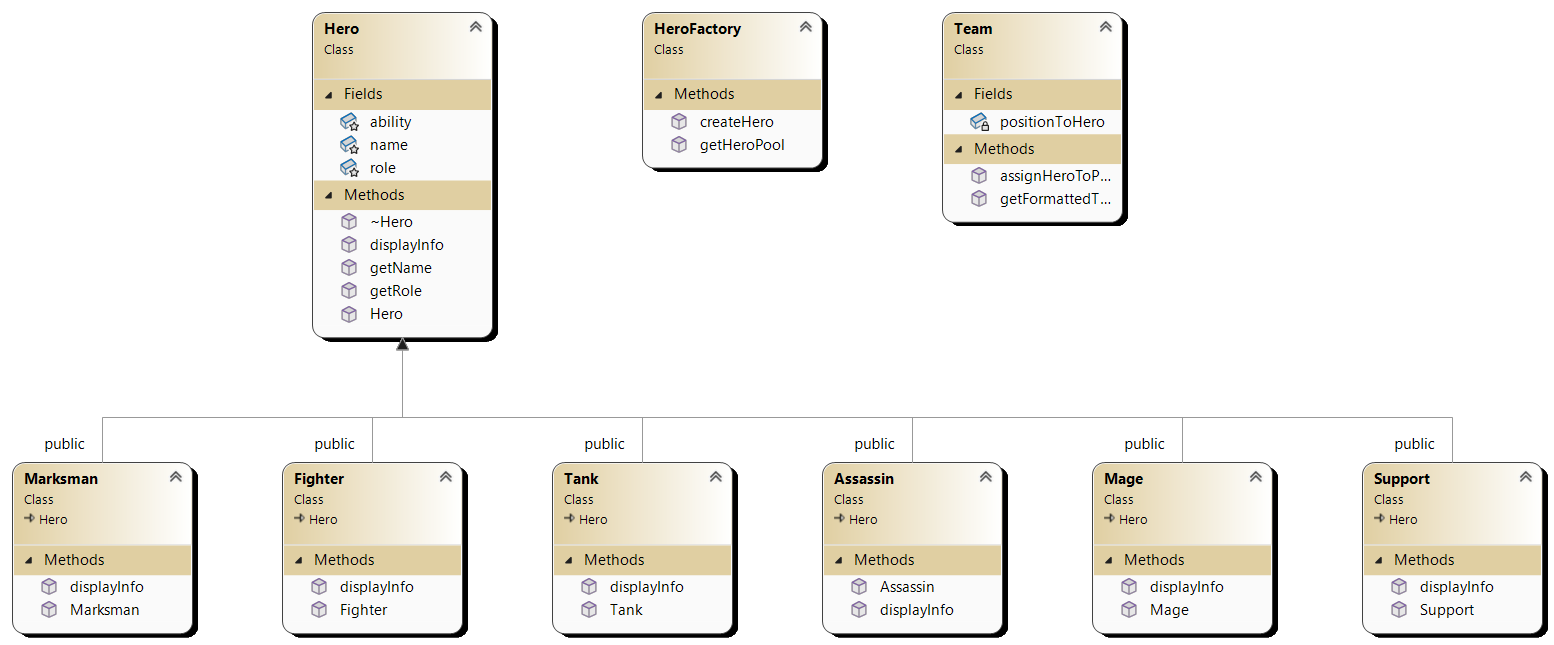 Hero
Class
Fields
ability
name
role
Methods
~Hero
displayInfo
getName
getRole
Hero
HeroFactory
Class
Methods
createHero
getHeroPool
Team
Class
Fields
positionToHero
Methods
assignHeroToP...
getFormattedT...
public
Marksman
Class
Hero
Methods
displayInfo
Marksman
public
Fighter
Class
Hero
Methods
displayInfo
Fighter
public
Tank
Class
Hero
Methods
displayInfo
Tank
public
Assassin
Class
Hero
Methods
Assassin
displayInfo
public
Mage
Class
Hero
Methods
displayInfo
Mage
public
Support
Class
Hero
Methods
displayInfo
Support